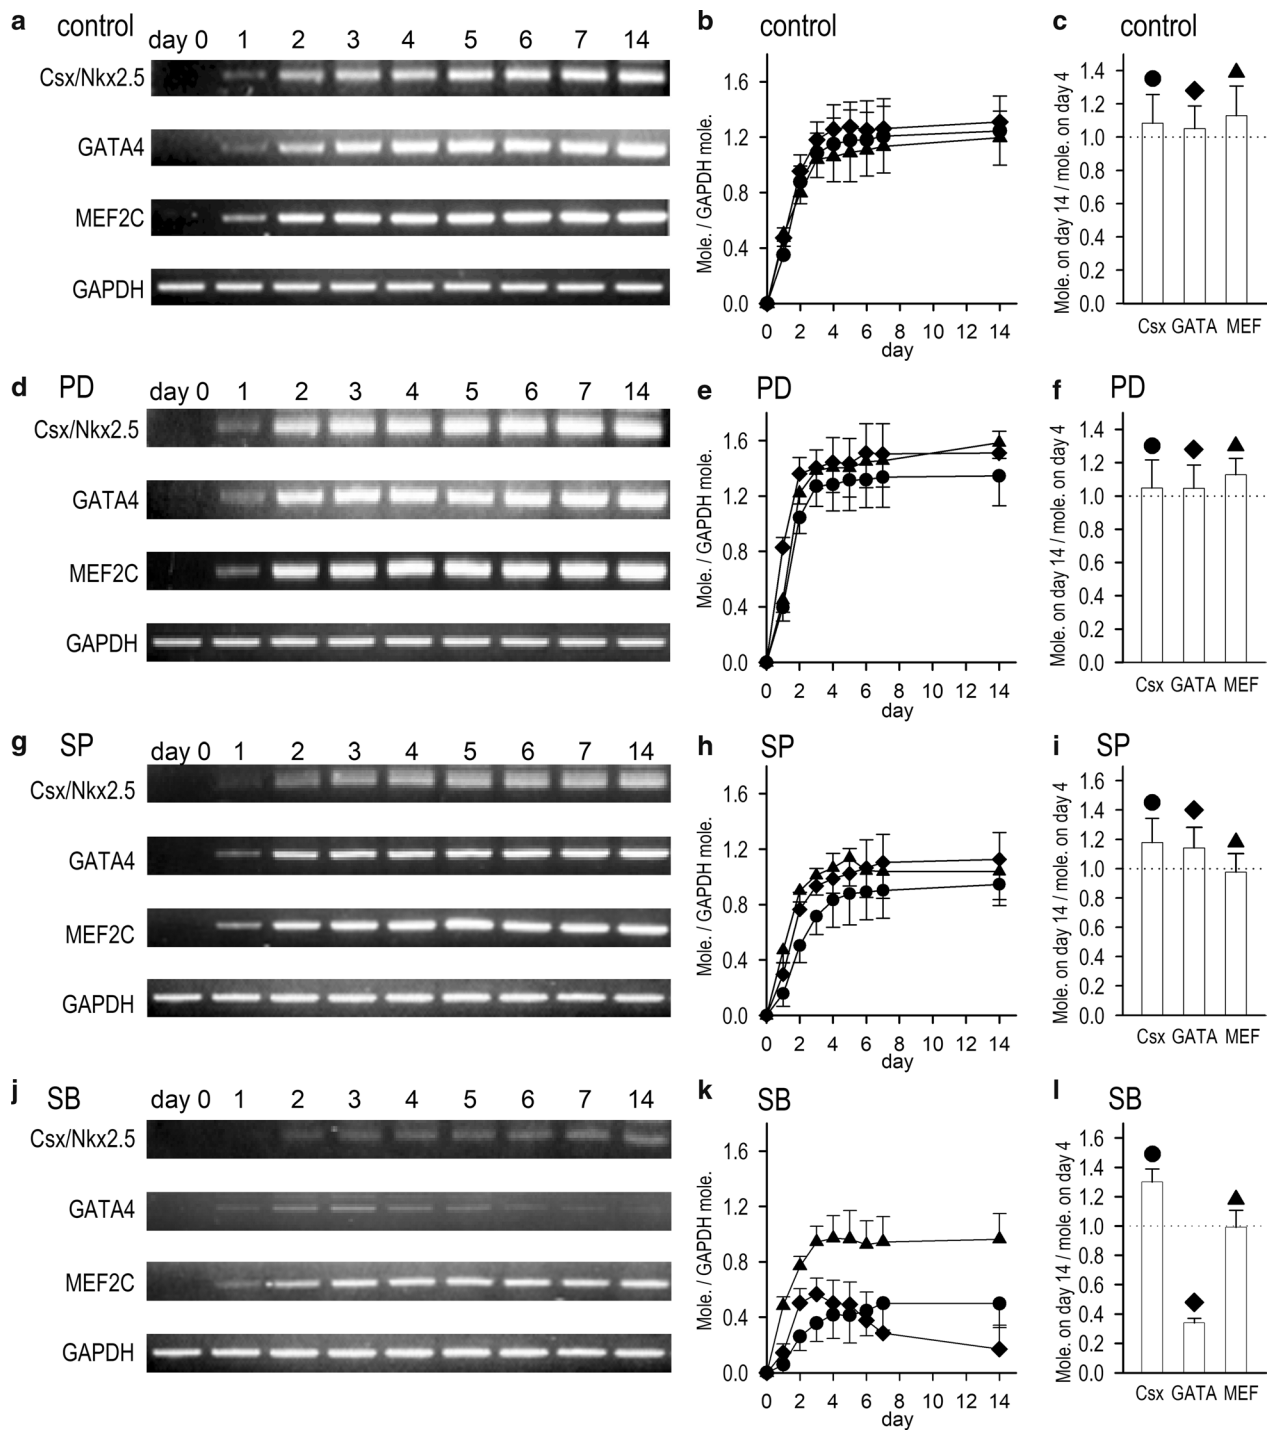 a control
day 0 1 2 3 4 5 6 7 14
Csx/Nkx2.5
GATA4
MEF2C
GAPDH
b control
Mole. / GAPDH mole.
1.6
1.2
0.8
0.4
0.0
0 2 4 6 8 10 12 14
day
c control
Mole. on day 14 / mole. on day 4
1.4
1.2
1.0
0.8
0.6
0.4
0.2
0.0
Csx GATA MEF
d PD
day 0 1 2 3 4 5 6 7 14
Csx/Nkx2.5
GATA4
MEF2C
GAPDH
e PD
Mole. / GAPDH mole.
1.6
1.2
0.8
0.4
0.0
0 2 4 6 8 10 12 14
day
f PD
Mole. on day 14 / mole. on day 4
1.4
1.2
1.0
0.8
0.6
0.4
0.2
0.0
Csx GATA MEF
g SP
day 0 1 2 3 4 5 6 7 14
Csx/Nkx2.5
GATA4
MEF2C
GAPDH
h SP
Mole. / GAPDH mole.
1.6
1.2
0.8
0.4
0.0
0 2 4 6 8 10 12 14
day
i SP
Mole. on day 14 / mole. on day 4
1.6
1.4
1.2
1.0
0.8
0.6
0.4
0.2
0.0
Csx GATA MEF
j SB
day 0 1 2 3 4 5 6 7 14
Csx/Nkx2.5
GATA4
MEF2C
GAPDH
k SB
Mole. / GAPDH mole.
1.6
1.2
0.8
0.4
0.0
0 2 4 6 8 10 12 14
day
l SB
Mole. on day 14 / mole. on day 4
1.6
1.4
1.2
1.0
0.8
0.6
0.4
0.2
0.0
Csx GATA MEF